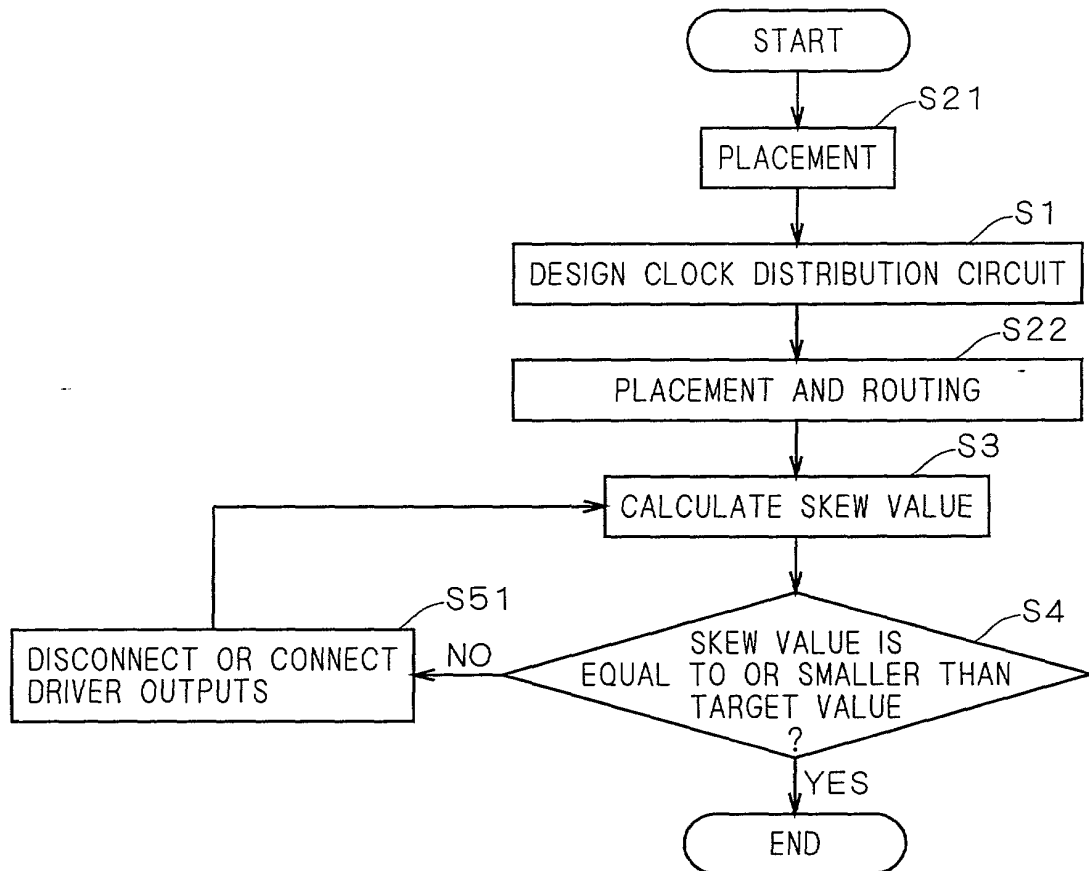 START
S21
PLACEMENT
S1
DESIGN CLOCK DISTRIBUTION CIRCUIT
S22
PLACEMENT AND ROUTING
S3
CALCULATE SKEW VALUE
S51
DISCONNECT OR CONNECT
DRIVER OUTPUTS
NO
S4
SKEW VALUE IS
EQUAL TO OR SMALLER THAN
TARGET VALUE
?
YES
END